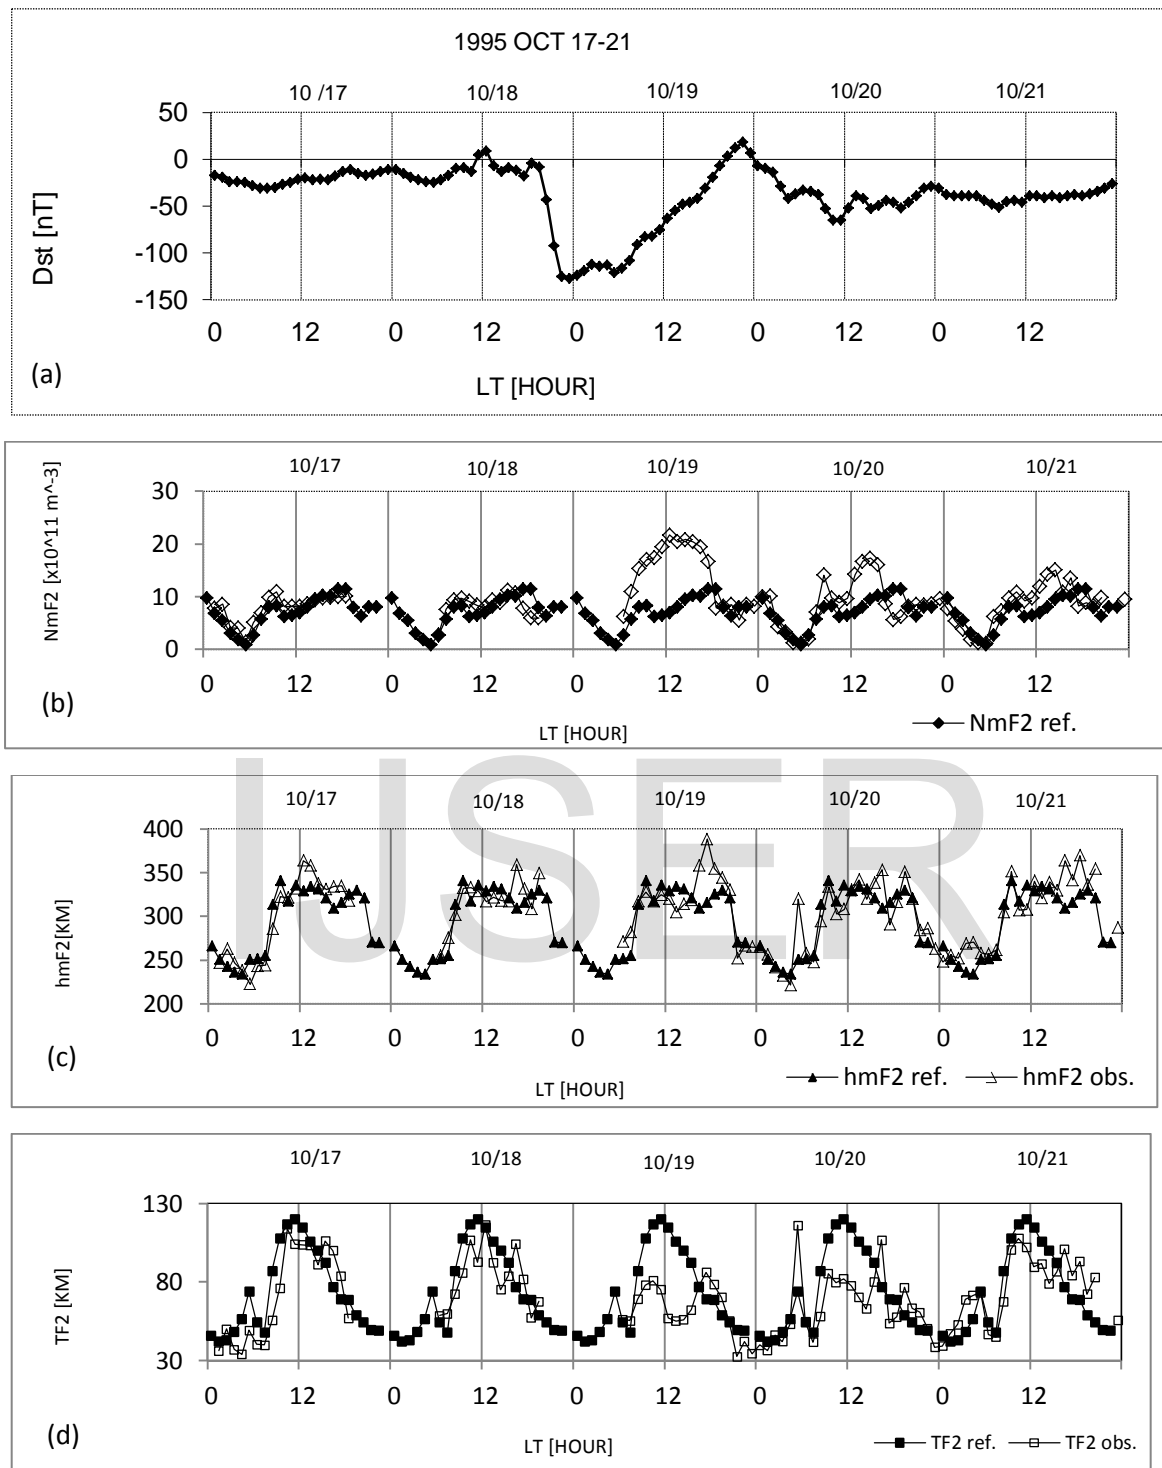 1995 OCT 17-21
10 /17 10/18 10/19 10/20 10/21
50
0
-50
-100
-150
Dst [nT]
0 12 0 12 0 12 0 12 0 12
(a)
LT [HOUR]
10/17 10/18 10/19 10/20 10/21
30
20
10
0
NmF2 [x10^11 m^-3]
0 12 0 12 0 12 0 12 0 12
(b)
LT [HOUR]
NmF2 ref.
IJSER
10/17 10/18 10/19 10/20 10/21
400
350
300
250
200
hmF2[KM]
0 12 0 12 0 12 0 12 0 12
(c)
LT [HOUR]
hmF2 ref. hmF2 obs.
10/17 10/18 10/19 10/20 10/21
130
80
30
TF2 [KM]
0 12 0 12 0 12 0 12 0 12
(d)
LT [HOUR]
TF2 ref. TF2 obs.